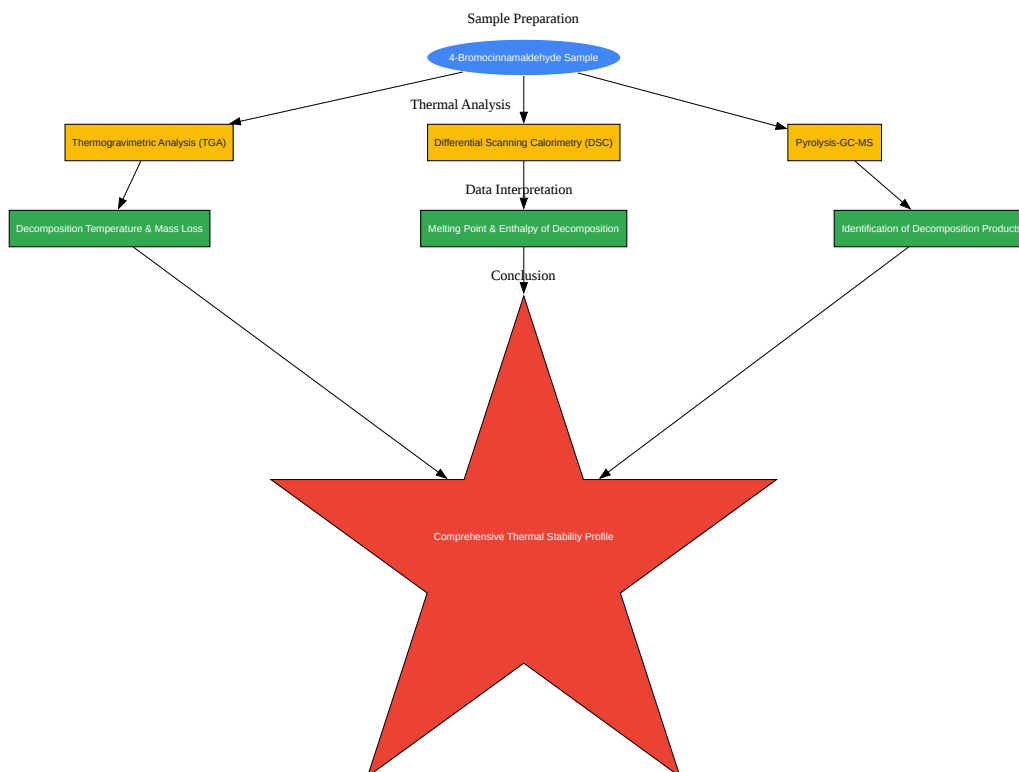 Sample Preparation
4-Bromocinnamaldehyde Sample
Thermal Analysis
Thermogravimetric Analysis (TGA)
Differential Scanning Calorimetry (DSC)
Pyrolysis-GC-MS
Data Interpretation
Decomposition Temperature & Mass Loss
Melting Point & Enthalpy of Decomposition
Identification of Decomposition Products
Conclusion
Comprehensive Thermal Stability Profile